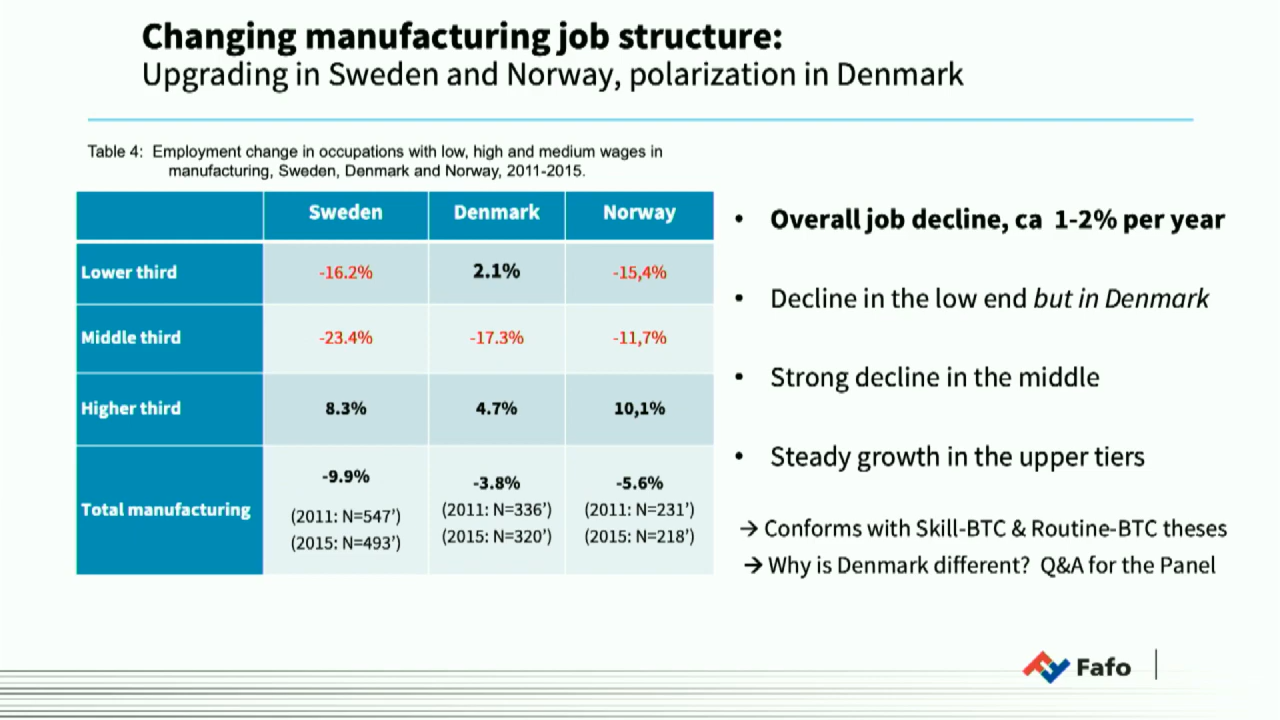 Changing manufacturing job structure:
Upgrading in Sweden and Norway, polarization in Denmark
Table 4: Employment change in occupations with low, high and medium wages in
manufacturing, Sweden, Denmark and Norway, 2011-2015.
Sweden Denmark Norway
Lower third -16.2% 2.1% -15,4%
Middle third -23.4% -17.3% -11,7%
Higher third 8.3% 4.7% 10,1%
Total manufacturing -9.9% -3.8% -5.6%
(2011: N=547’) (2011: N=336’) (2011: N=231’)
(2015: N=493’) (2015: N=320’) (2015: N=218’)
• Overall job decline, ca 1-2% per year
• Decline in the low end but in Denmark
• Strong decline in the middle
• Steady growth in the upper tiers
→ Conforms with Skill-BTC & Routine-BTC theses
→ Why is Denmark different? Q&A for the Panel
Fafo